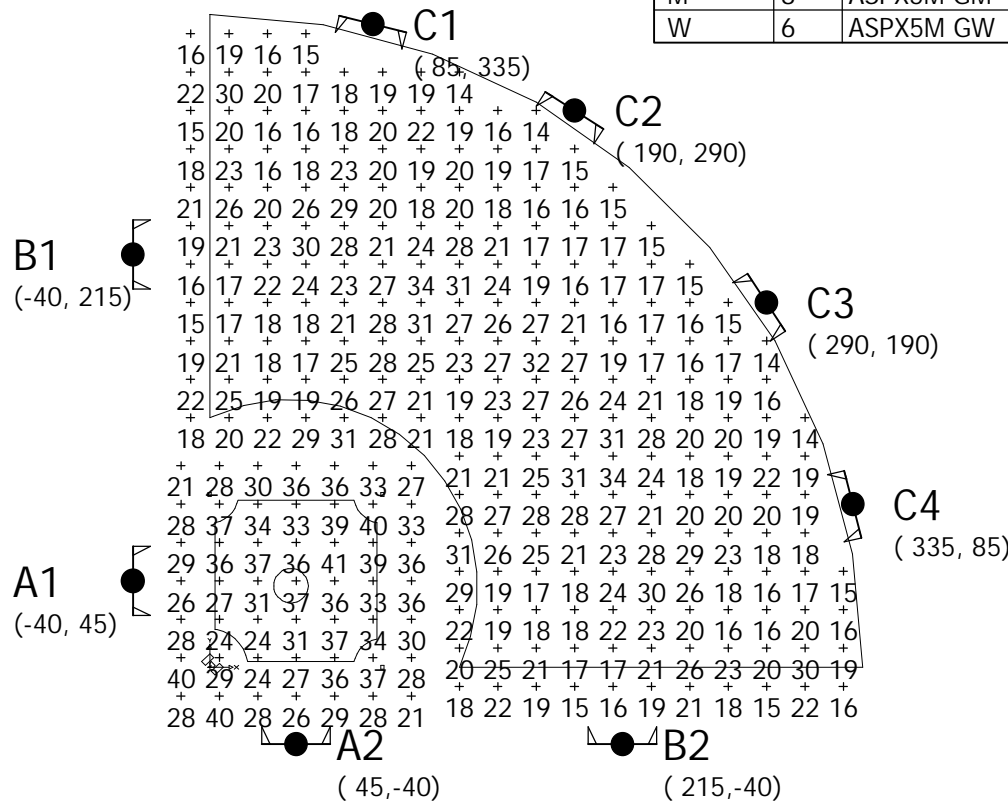 W 6 ASPX5M GW
C1
( 85, 335)
16 19 16 15
22 30 20 17 18 19 19 14
C2
( 190, 290)
15 20 16 16 18 20 22 19 16 14
18 23 16 18 23 20 19 20 19 17 15
21 26 20 26 29 20 18 20 18 16 16 15
B1
(-40, 215)
19 21 23 30 28 21 24 28 21 17 17 17 15
16 17 22 24 23 27 34 31 24 19 16 17 17 15
C3
( 290, 190)
15 17 18 18 21 28 31 27 26 27 21 16 17 16 15
19 21 18 17 25 28 25 23 27 32 27 19 17 16 17 14
22 25 19 19 26 27 21 19 23 27 26 24 21 18 19 16
18 20 22 29 31 28 21 18 19 23 27 31 28 20 20 19 14
21 28 30 36 36 33 27 21 21 25 31 34 24 18 19 22 19
C4
( 335, 85)
28 37 34 33 39 40 33 28 27 28 28 27 21 20 20 20 19
29 36 37 36 41 39 36 31 26 25 21 23 28 29 23 18 18
A1
(-40, 45)
26 27 31 37 36 33 36 29 19 17 18 24 30 26 18 16 17 15
28 24 24 31 37 34 30 22 19 18 18 22 23 20 16 16 20 16
40 29 24 27 36 37 28 20 25 21 17 17 21 26 23 20 30 19
28 40 28 26 29 28 21 18 22 19 15 16 19 21 18 15 22 16
A2
( 45,-40)
B2
( 215,-40)